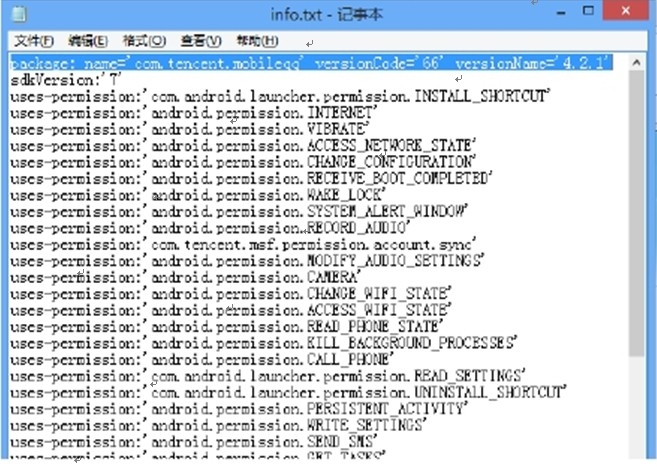 info.txt - 记事本
文件(F) 编辑(E) 格式(O) 查看(V) 帮助(H)
package: name='com.tencent.mobileqq' versionCode='66' versionName='4.2.1'
sdkVersion:'7'
uses-permission:'com.android.launcher.permission.INSTALL_SHORTCUT'
uses-permission:'android.permission.INTERNET'
uses-permission:'android.permission.VIBRATE'
uses-permission:'android.permission.ACCESS_NETWORK_STATE'
uses-permission:'android.permission.CHANGE_CONFIGURATION'
uses-permission:'android.permission.RECEIVE_BOOT_COMPLETED'
uses-permission:'android.permission.WAKE_LOCK'
uses-permission:'android.permission.SYSTEM_ALERT_WINDOW'
uses-permission:'android.permission.RECORD_AUDIO'
uses-permission:'com.tencent.msf.permission.account.sync'
uses-permission:'android.permission.MODIFY_AUDIO_SETTINGS'
uses-permission:'android.permission.CAMERA'
uses-permission:'android.permission.CHANGE_WIFI_STATE'
uses-permission:'android.permission.ACCESS_WIFI_STATE'
uses-permission:'android.permission.READ_PHONE_STATE'
uses-permission:'android.permission.KILL_BACKGROUND_PROCESSES'
uses-permission:'android.permission.CALL_PHONE'
uses-permission:'com.android.launcher.permission.READ_SETTINGS'
uses-permission:'com.android.launcher.permission.UNINSTALL_SHORTCUT'
uses-permission:'android.permission.PERSISTENT_ACTIVITY'
uses-permission:'android.permission.WRITE_SETTINGS'
uses-permission:'android.permission.SEND_SMS'
uses-permission:'android.permission.GET_TASKS'